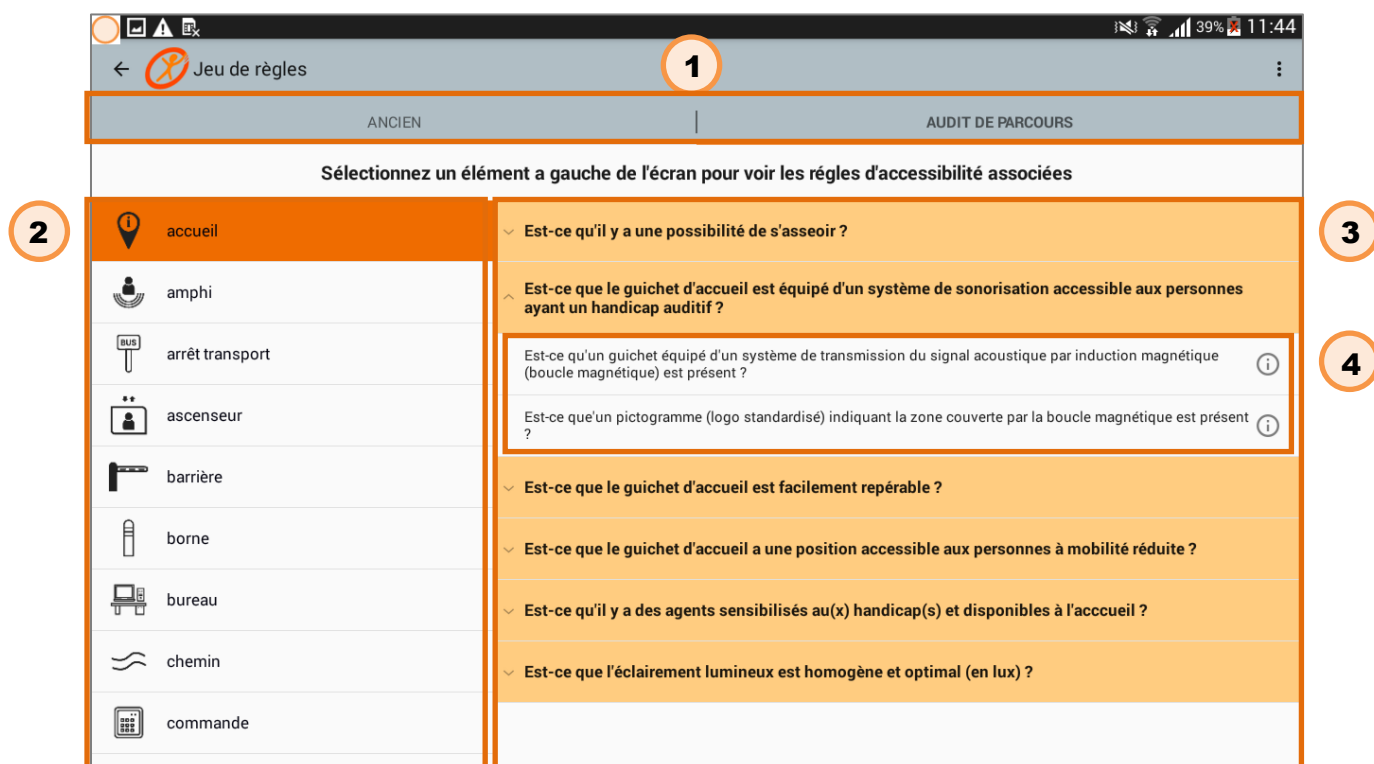 39% 11:44
Jeu de règles
1
ANCIEN
AUDIT DE PARCOURS
Sélectionnez un élément a gauche de l'écran pour voir les régles d'accessibilité associées
2
accueil
amphi
BUS
arrêt transport
ascenseur
barrière
borne
bureau
chemin
commande
3
Est-ce qu'il y a une possibilité de s'asseoir ?
Est-ce que le guichet d'accueil est équipé d'un système de sonorisation accessible aux personnes
ayant un handicap auditif ?
4
Est-ce qu'un guichet équipé d'un système de transmission du signal acoustique par induction magnétique
(boucle magnétique) est présent ?
Est-ce que'un pictogramme (logo standardisé) indiquant la zone couverte par la boucle magnétique est présent
?
Est-ce que le guichet d'accueil est facilement repérable ?
Est-ce que le guichet d'accueil a une position accessible aux personnes à mobilité réduite ?
Est-ce qu'il y a des agents sensibilisés au(x) handicap(s) et disponibles à l'acccueil ?
Est-ce que l'éclairement lumineux est homogène et optimal (en lux) ?